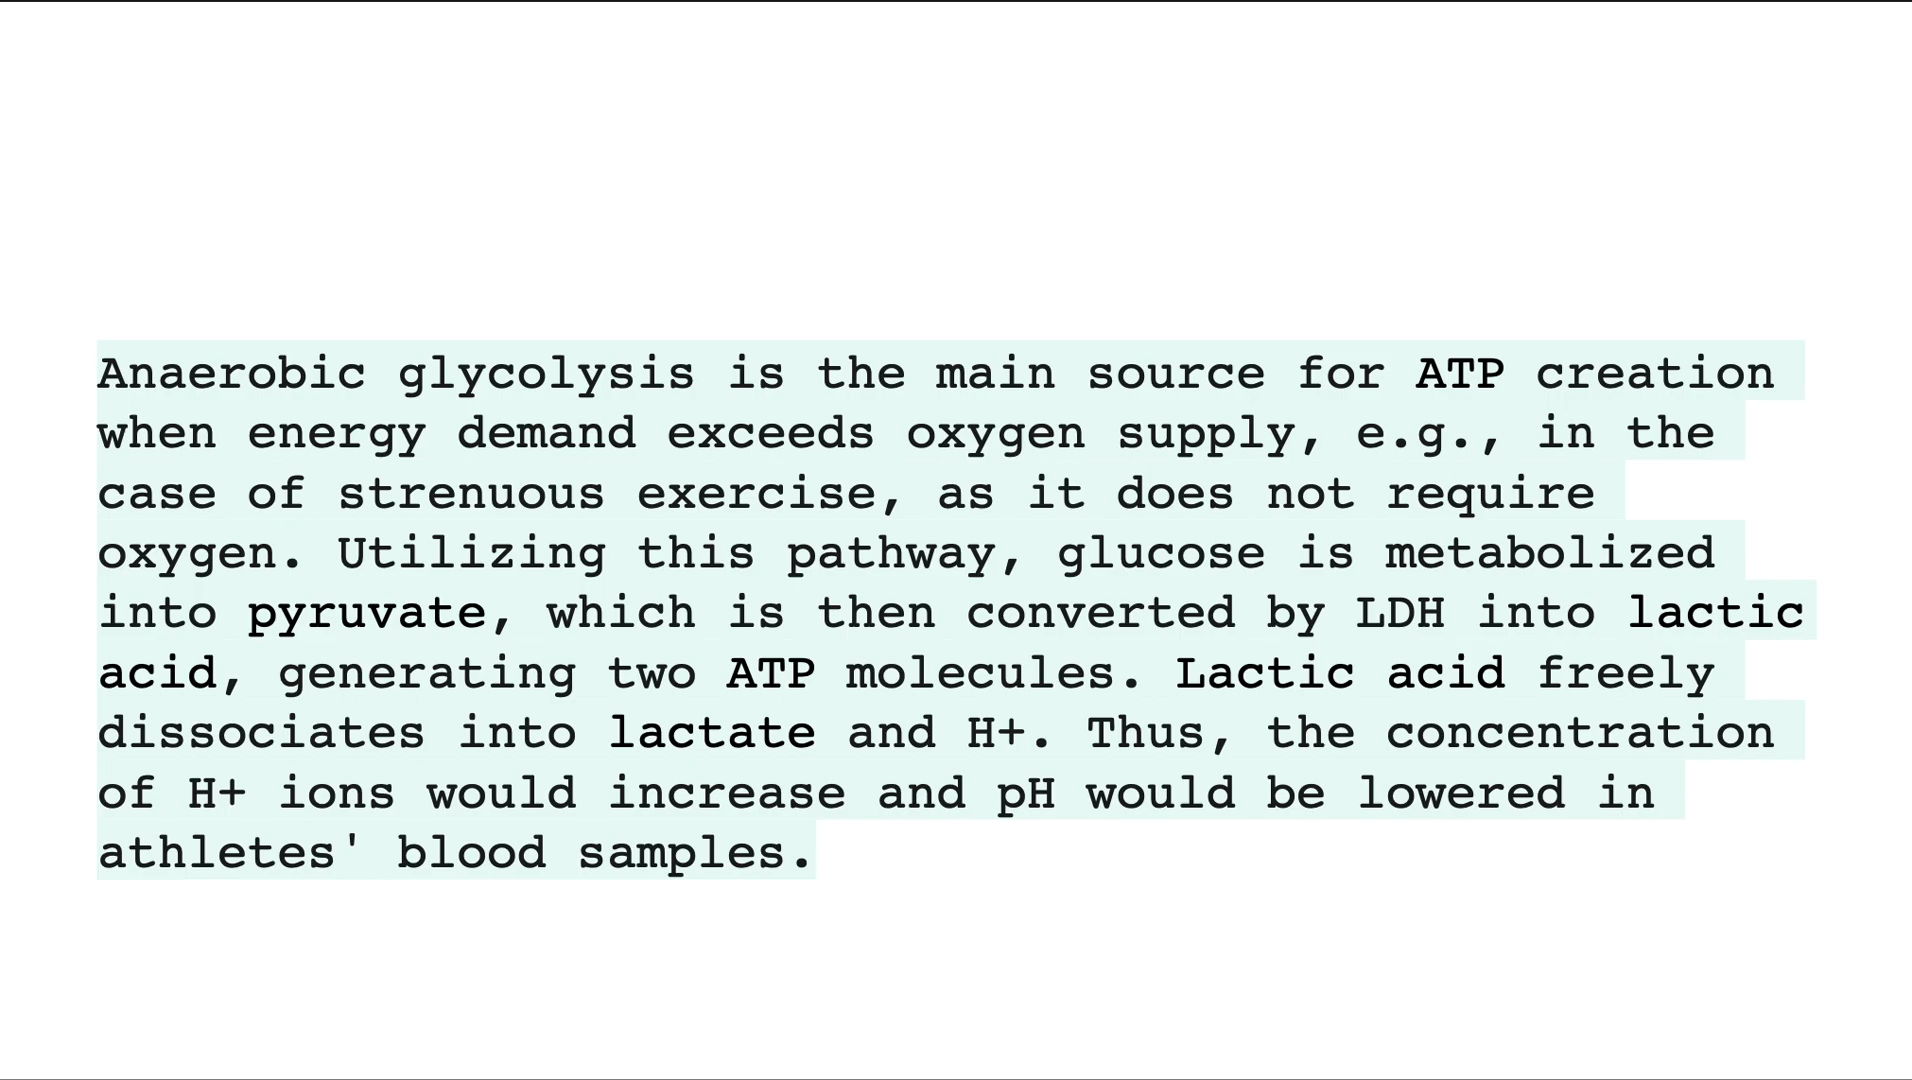 Anaerobic glycolysis is the main source for ATP creation
when energy demand exceeds oxygen supply, e.g., in the
case of strenuous exercise, as it does not require
oxygen. Utilizing this pathway, glucose is metabolized
into pyruvate, which is then converted by LDH into lactic
acid, generating two ATP molecules. Lactic acid freely
dissociates into lactate and H+. Thus, the concentration
of H+ ions would increase and pH would be lowered in
athletes' blood samples.